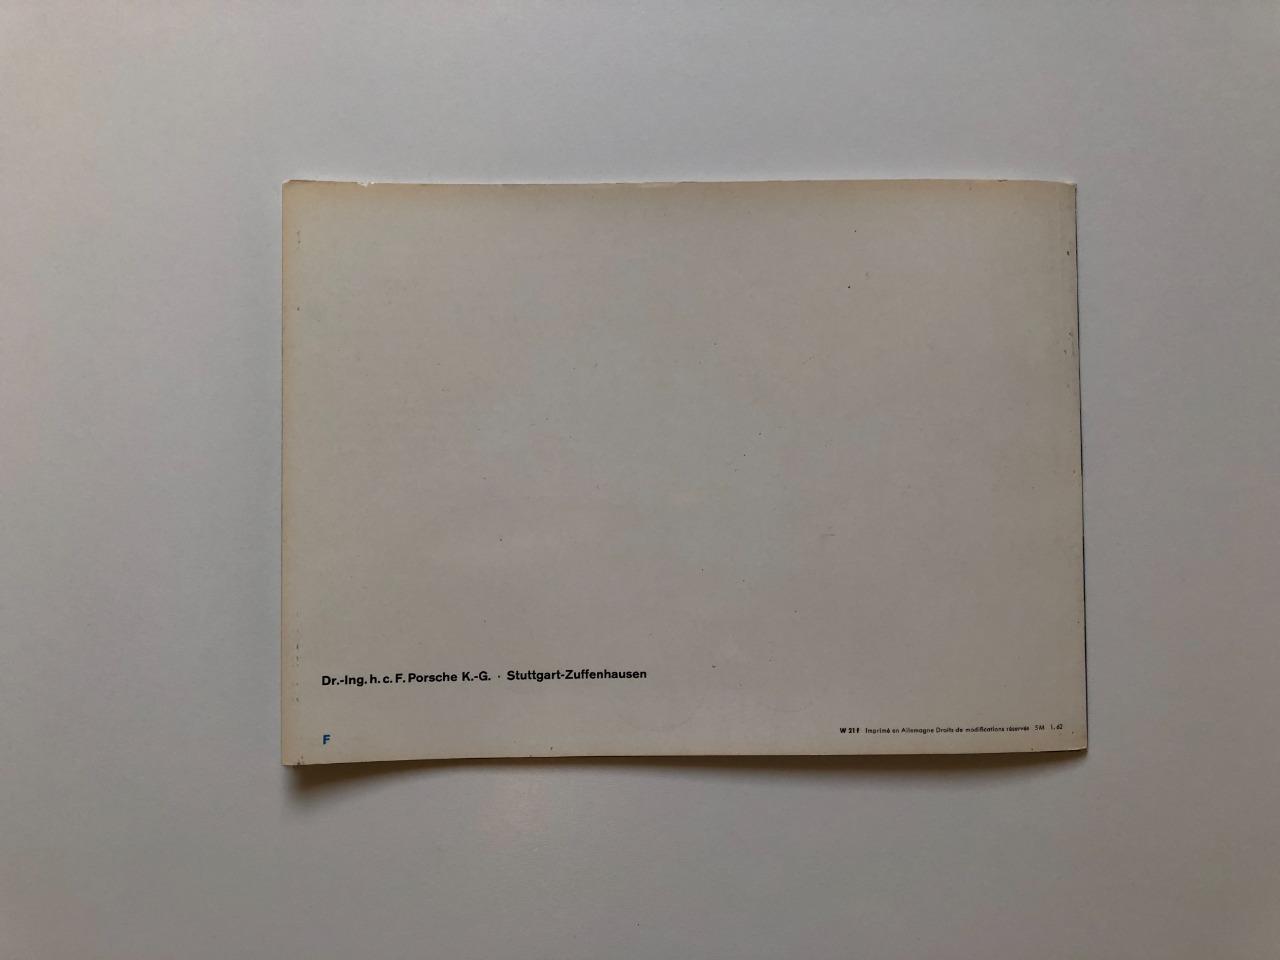 Dr.-Ing. h. c. F. Porsche K.-G. · Stuttgart-Zuffenhausen
F
W 21 f Imprimé en Allemagne Droits de modifications réservés 5M 1.62